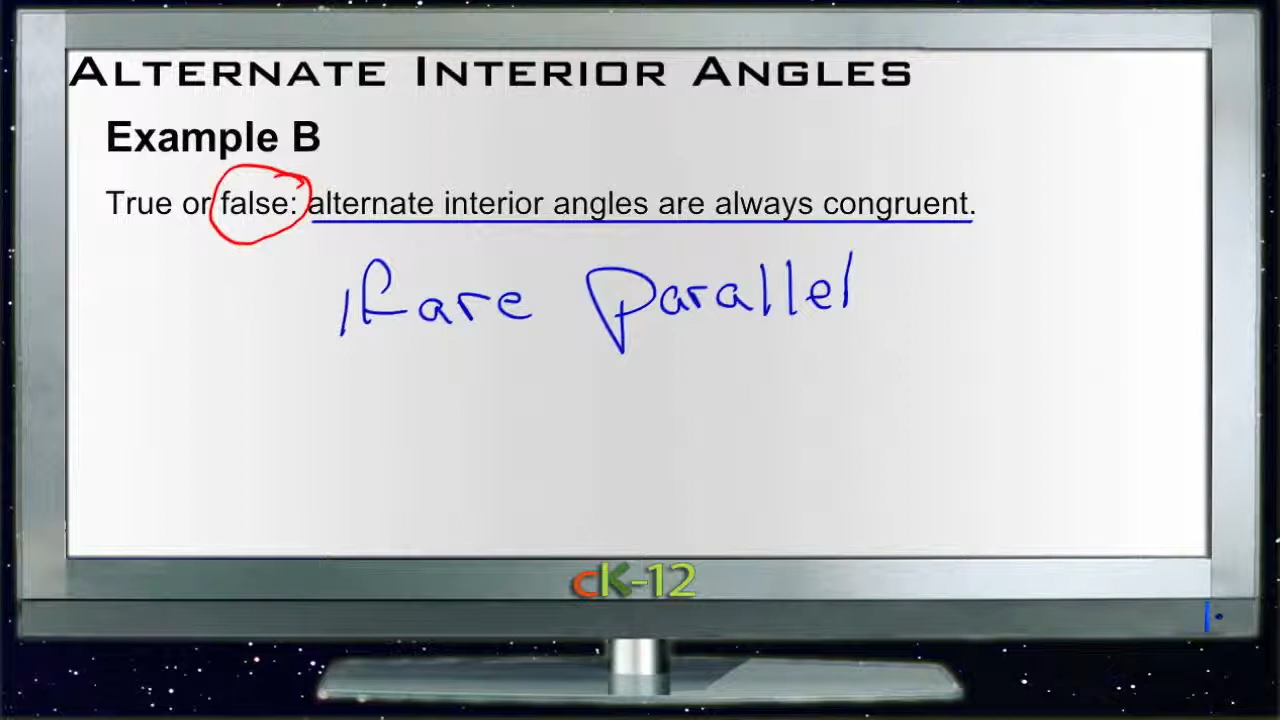 ALTERNATE INTERIOR ANGLES
Example B
True or false: alternate interior angles are always congruent.
if are parallel
cK-12